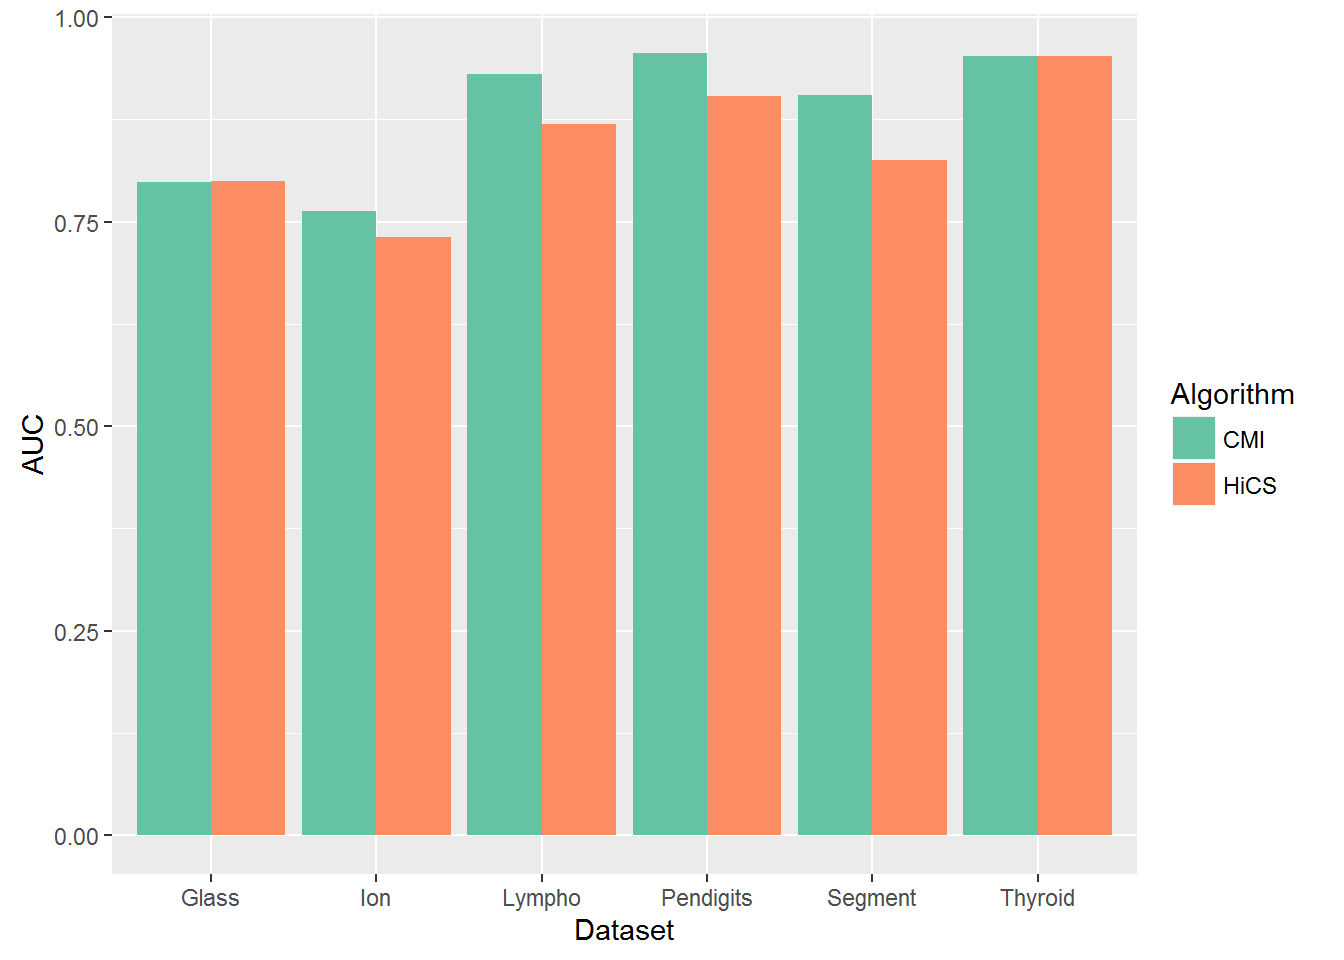 1.00
0.75
0.50
0.25
0.00
AUC
Glass
Ion
Lympho
Pendigits
Segment
Thyroid
Dataset
Algorithm
CMI
HiCS